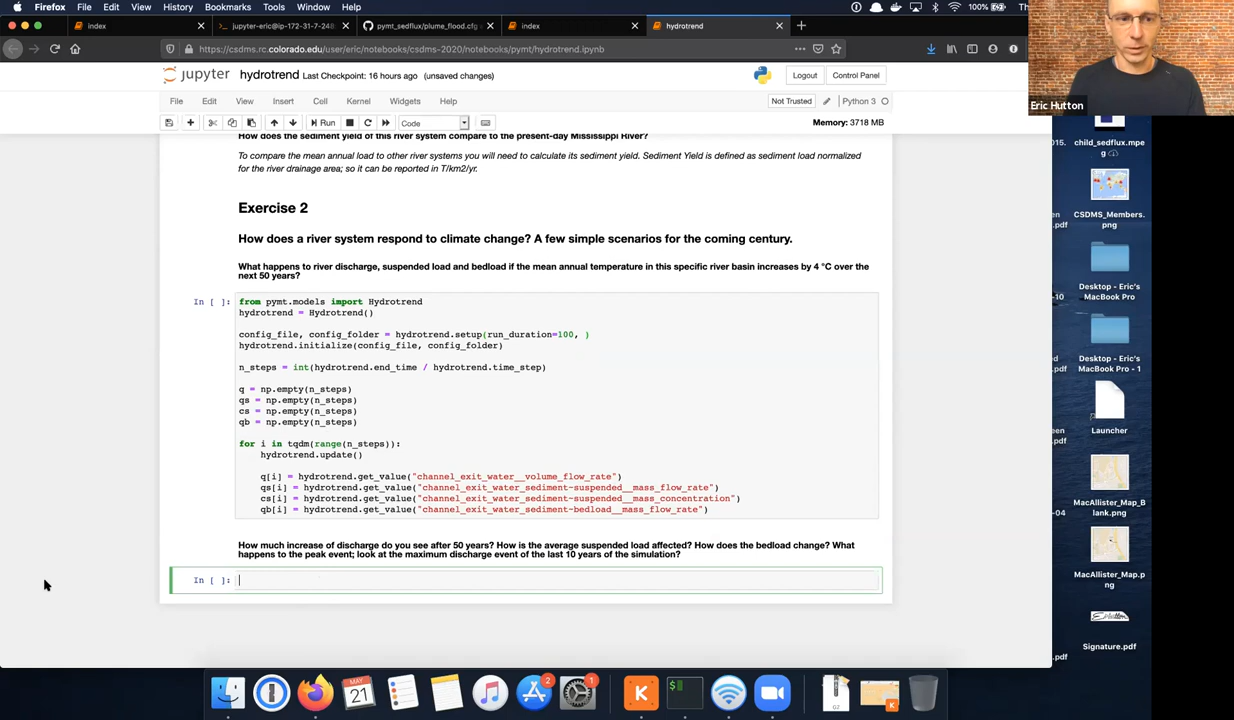 Firefox File Edit View History Bookmarks Tools Window Help 100%
index jupyter-eric@ip-172-31-7-248 pymt_sedflux/plume_flood.cfg index hydrotrend
https://csdms.rc.colorado.edu/user/eric/notebooks/csdms-2020/notebooks/pymt/hydrotrend.ipynb
jupyter hydrotrend Last Checkpoint: 16 hours ago (unsaved changes) Logout Control Panel
File Edit View Insert Cell Kernel Widgets Help Not Trusted Python 3
Run Code Memory: 3718 MB
How does the sediment yield of this river system compare to the present-day Mississippi River?
To compare the mean annual load to other river systems you will need to calculate its sediment yield. Sediment Yield is defined as sediment load normalized
for the river drainage area; so it can be reported in T/km2/yr.
Exercise 2
How does a river system respond to climate change? A few simple scenarios for the coming century.
What happens to river discharge, suspended load and bedload if the mean annual temperature in this specific river basin increases by 4 °C over the
next 50 years?
In [ ]: from pymt.models import Hydrotrend
hydrotrend = Hydrotrend()
config_file, config_folder = hydrotrend.setup(run_duration=100, )
hydrotrend.initialize(config_file, config_folder)
n_steps = int(hydrotrend.end_time / hydrotrend.time_step)
q = np.empty(n_steps)
qs = np.empty(n_steps)
cs = np.empty(n_steps)
qb = np.empty(n_steps)
for i in tqdm(range(n_steps)):
hydrotrend.update()
q[i] = hydrotrend.get_value("channel_exit_water__volume_flow_rate")
qs[i] = hydrotrend.get_value("channel_exit_water_sediment~suspended__mass_flow_rate")
cs[i] = hydrotrend.get_value("channel_exit_water_sediment~suspended__mass_concentration")
qb[i] = hydrotrend.get_value("channel_exit_water_sediment~bedload__mass_flow_rate")
How much increase of discharge do you see after 50 years? How is the average suspended load affected? How does the bedload change? What
happens to the peak event; look at the maximum discharge event of the last 10 years of the simulation?
In [ ]:
Eric Hutton
child_sedflux.mpe
g
CSDMS_Members.
png
Desktop - Eric's
MacBook Pro
Desktop - Eric's
MacBook Pro - 1
Launcher
MacAllister_Map_B
lank.png
MacAllister_Map.p
ng
Signature.pdf
MAY
21
2
1